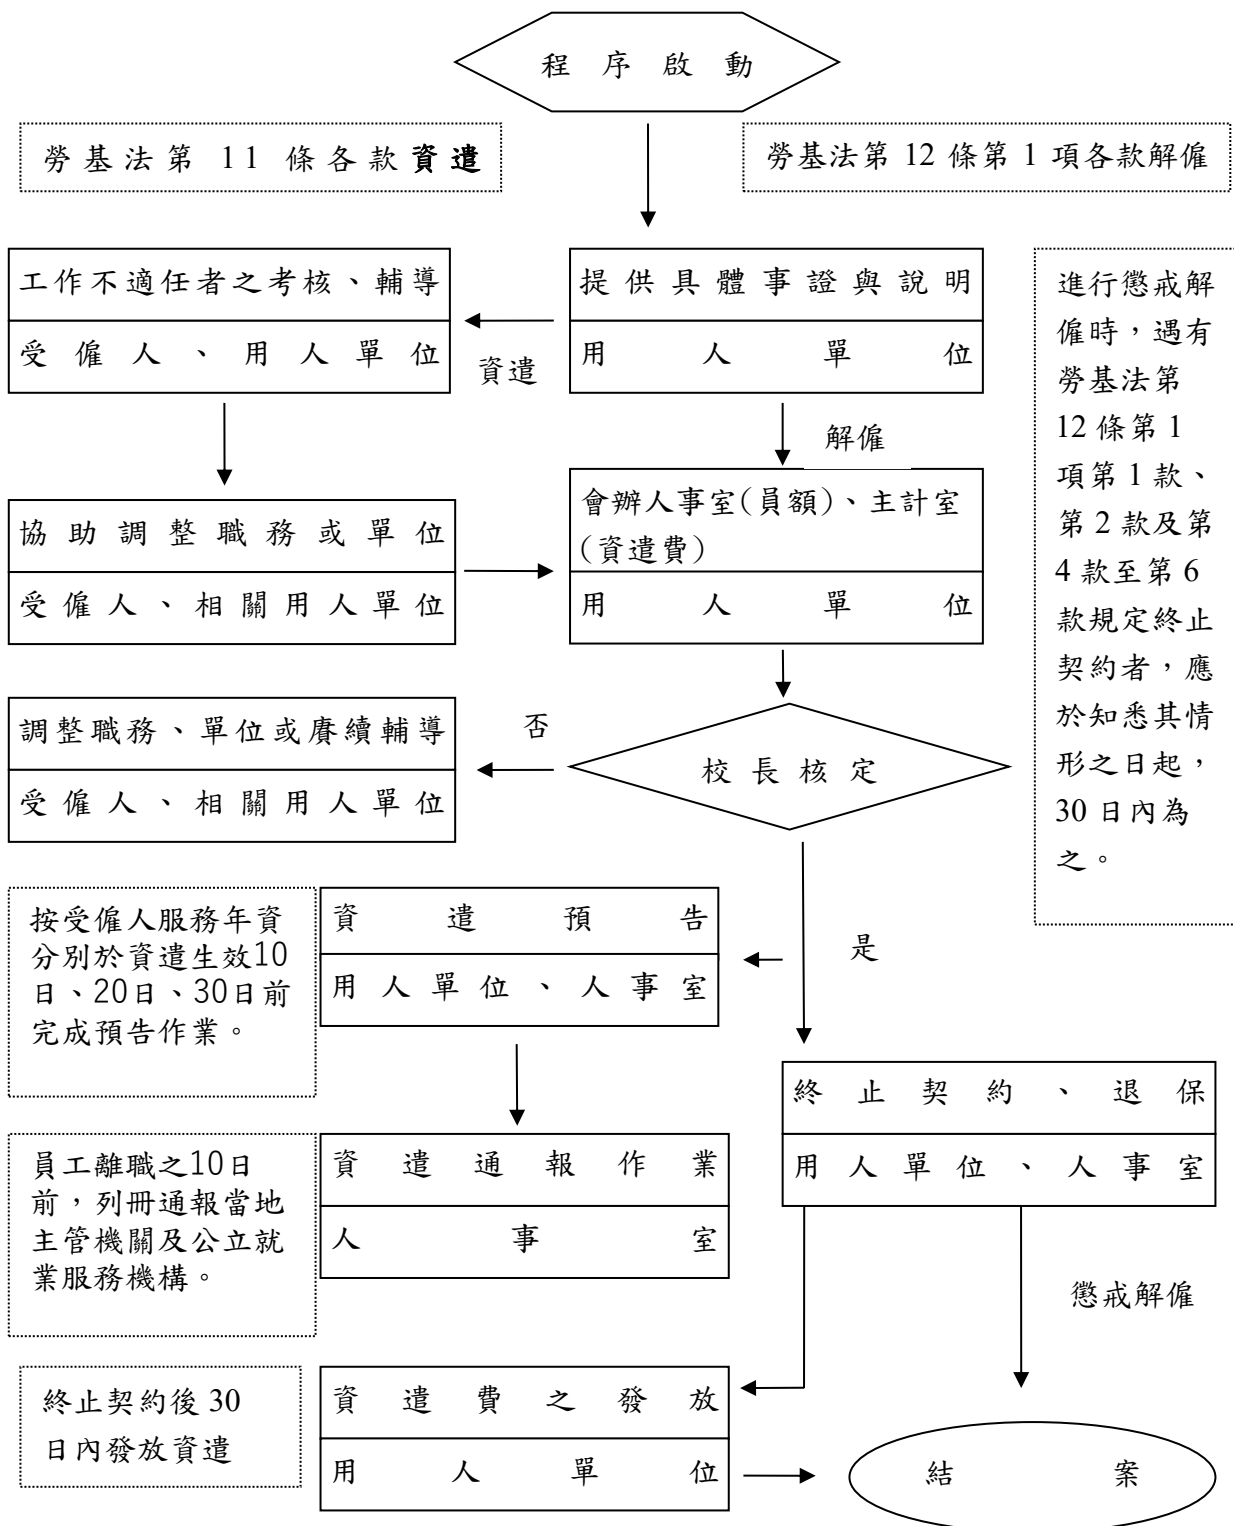 程序啟動
勞基法第 11 條各款資遣
勞基法第 12 條第 1 項各款解僱
工作不適任者之考核、輔導
受僱人、用人單位
資遣
提供具體事證與說明
用人單位
解僱
進行懲戒解
僱時，遇有
勞基法第
12 條第 1
項第 1 款、
第 2 款及第
4 款至第 6
款規定終止
契約者，應
於知悉其情
形之日起，
30 日內為
之。
協助調整職務或單位
受僱人、相關用人單位
會辦人事室(員額)、主計室
(資遣費)
用人單位
調整職務、單位或賡續輔導
受僱人、相關用人單位
否
校長核定
是
按受僱人服務年資
分別於資遣生效10
日、20日、30日前
完成預告作業。
資遣預告
用人單位、人事室
終止契約、退保
用人單位、人事室
員工離職之10日
前，列冊通報當地
主管機關及公立就
業服務機構。
資遣通報作業
人事室
懲戒解僱
終止契約後 30
日內發放資遣
資遣費之發放
用人單位
結案